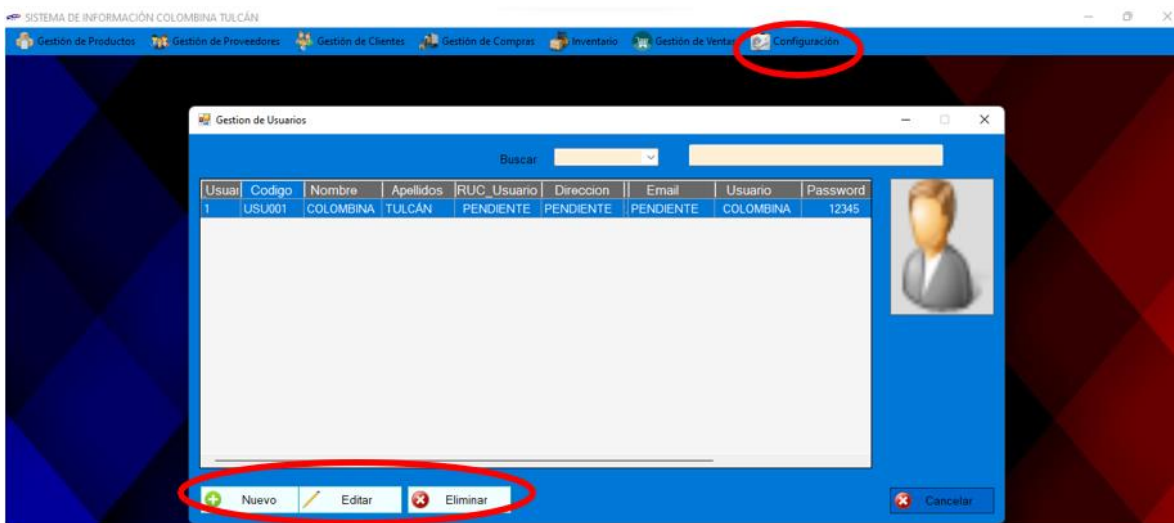 SISTEMA DE INFORMACIÓN COLOMBINA TULCÁN
Gestión de Productos Gestión de Proveedores Gestión de Clientes Gestión de Compras Inventario Gestión de Ventas Configuración
Gestion de Usuarios
Buscar
Usuar Codigo Nombre Apellidos RUC_Usuario Direccion Email Usuario Password
1 USU001 COLOMBINA TULCÁN PENDIENTE PENDIENTE PENDIENTE COLOMBINA 12345
Nuevo Editar Eliminar Cancelar